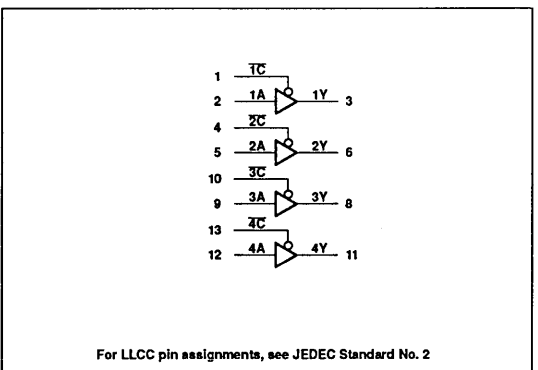 1 1C̅
2 1A 1Y 3
4 2C̅
5 2A 2Y 6
10 3C̅
9 3A 3Y 8
13 4C̅
12 4A 4Y 11
For LLCC pin assignments, see JEDEC Standard No. 2